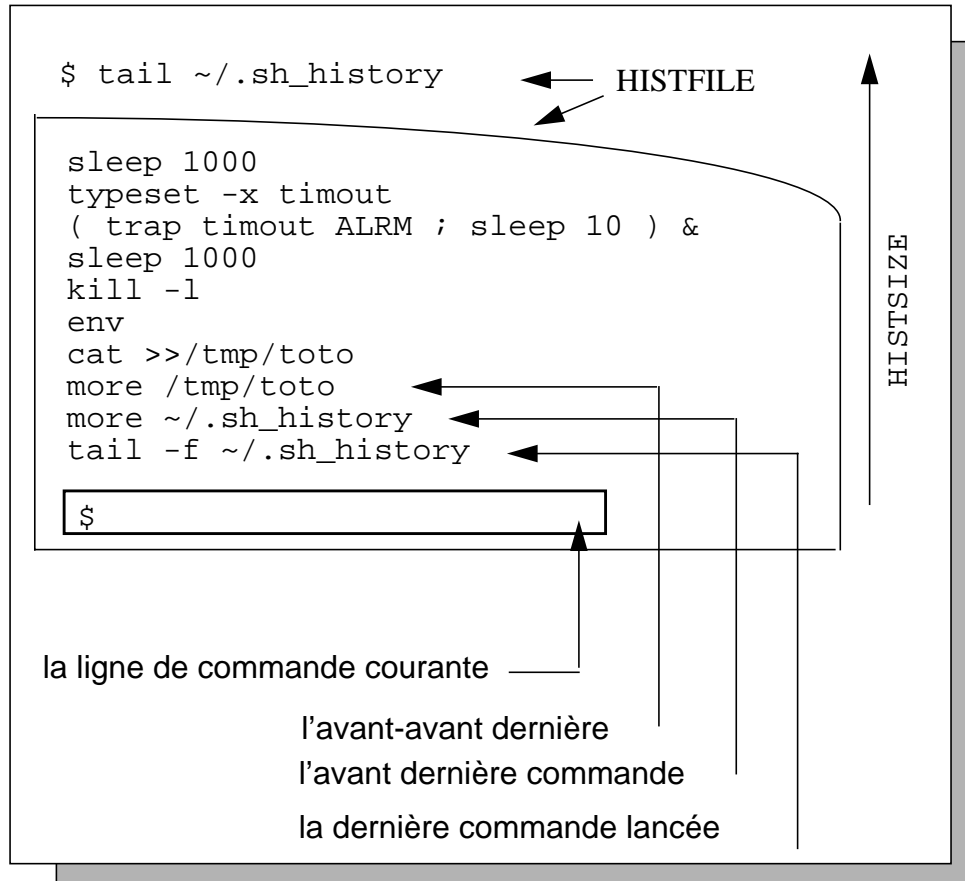 $ tail ~/.sh_history
HISTFILE
sleep 1000
typeset -x timout
( trap timout ALRM ; sleep 10 ) &
sleep 1000
kill -l
env
cat >>/tmp/toto
more /tmp/toto
more ~/.sh_history
tail -f ~/.sh_history
$
HISTSIZE
la ligne de commande courante
l'avant-avant dernière
l'avant dernière commande
la dernière commande lancée